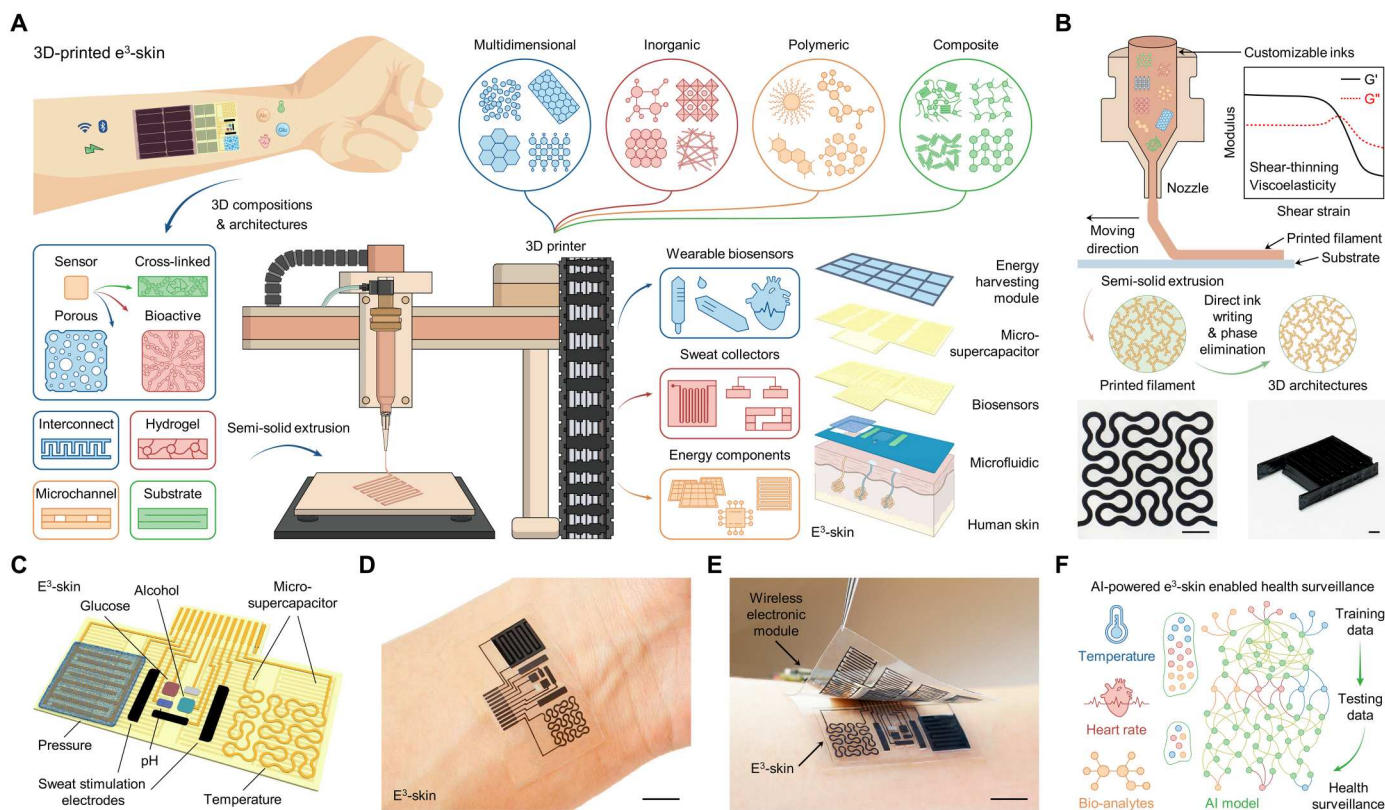 A
3D-printed e³-skin
Alc
Glu
Multidimensional
Inorganic
Polymeric
Composite
3D compositions
& architectures
Sensor
Cross-linked
Porous
Bioactive
Interconnect
Hydrogel
Microchannel
Substrate
Semi-solid extrusion
3D printer
Wearable biosensors
Sweat collectors
Energy components
Energy
harvesting
module
Micro-
supercapacitor
Biosensors
Microfluidic
Human skin
E³-skin
B
Customizable inks
Nozzle
Modulus
G'
G"
Shear-thinning
Viscoelasticity
Shear strain
Moving
direction
Printed filament
Substrate
Semi-solid extrusion
Direct ink
writing
& phase
elimination
Printed filament
3D architectures
C
E³-skin
Glucose
Alcohol
Micro-
supercapacitor
Pressure
pH
Sweat stimulation
electrodes
Temperature
D
E³-skin
E
Wireless
electronic
module
E³-skin
F
AI-powered e³-skin enabled health surveillance
Temperature
Heart rate
Bio-analytes
Training
data
Testing
data
Health
surveillance
AI model